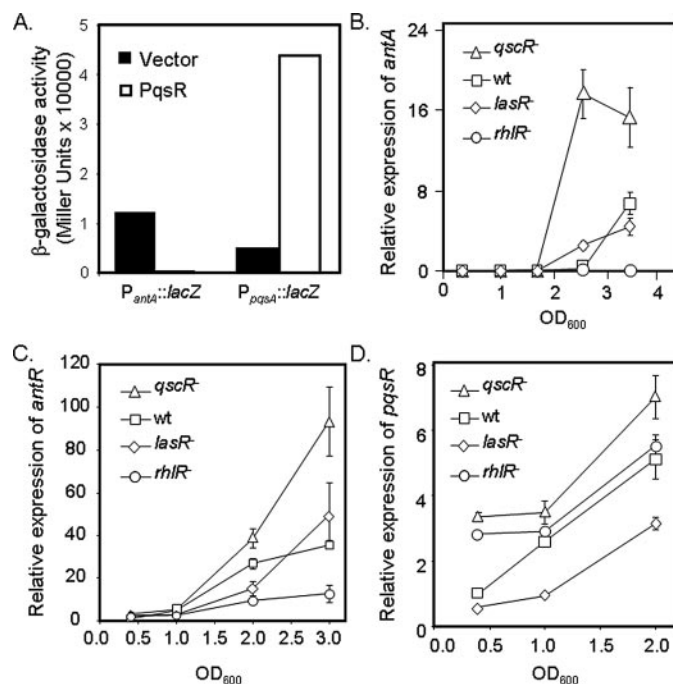 A.
β-galactosidase activity
(Miller Units x 10000)
5
4
3
2
1
0
Vector
PqsR
PantA::lacZ
PpqsA::lacZ
B.
Relative expression of antA
24
16
8
0
qscR-
wt
lasR-
rhlR-
0
1
2
3
4
OD600
C.
Relative expression of antR
120
100
80
60
40
20
0
qscR-
wt
lasR-
rhlR-
0.0
0.5
1.0
1.5
2.0
2.5
3.0
OD600
D.
Relative expression of pqsR
8
6
4
2
0
qscR-
wt
lasR-
rhlR-
0.0
0.5
1.0
1.5
2.0
OD600